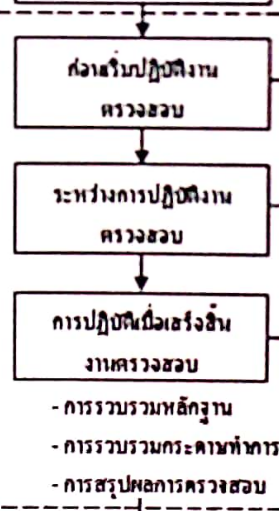 ก่อนเริ่มปฏิบัติงาน
ตรวจสอบ
ระหว่างการปฏิบัติงาน
ตรวจสอบ
การปฏิบัติเมื่อเสร็จสิ้น
งานตรวจสอบ
- การรวบรวมหลักฐาน
- การรวบรวมกระดาษทำการ
- การสรุปผลการตรวจสอบ